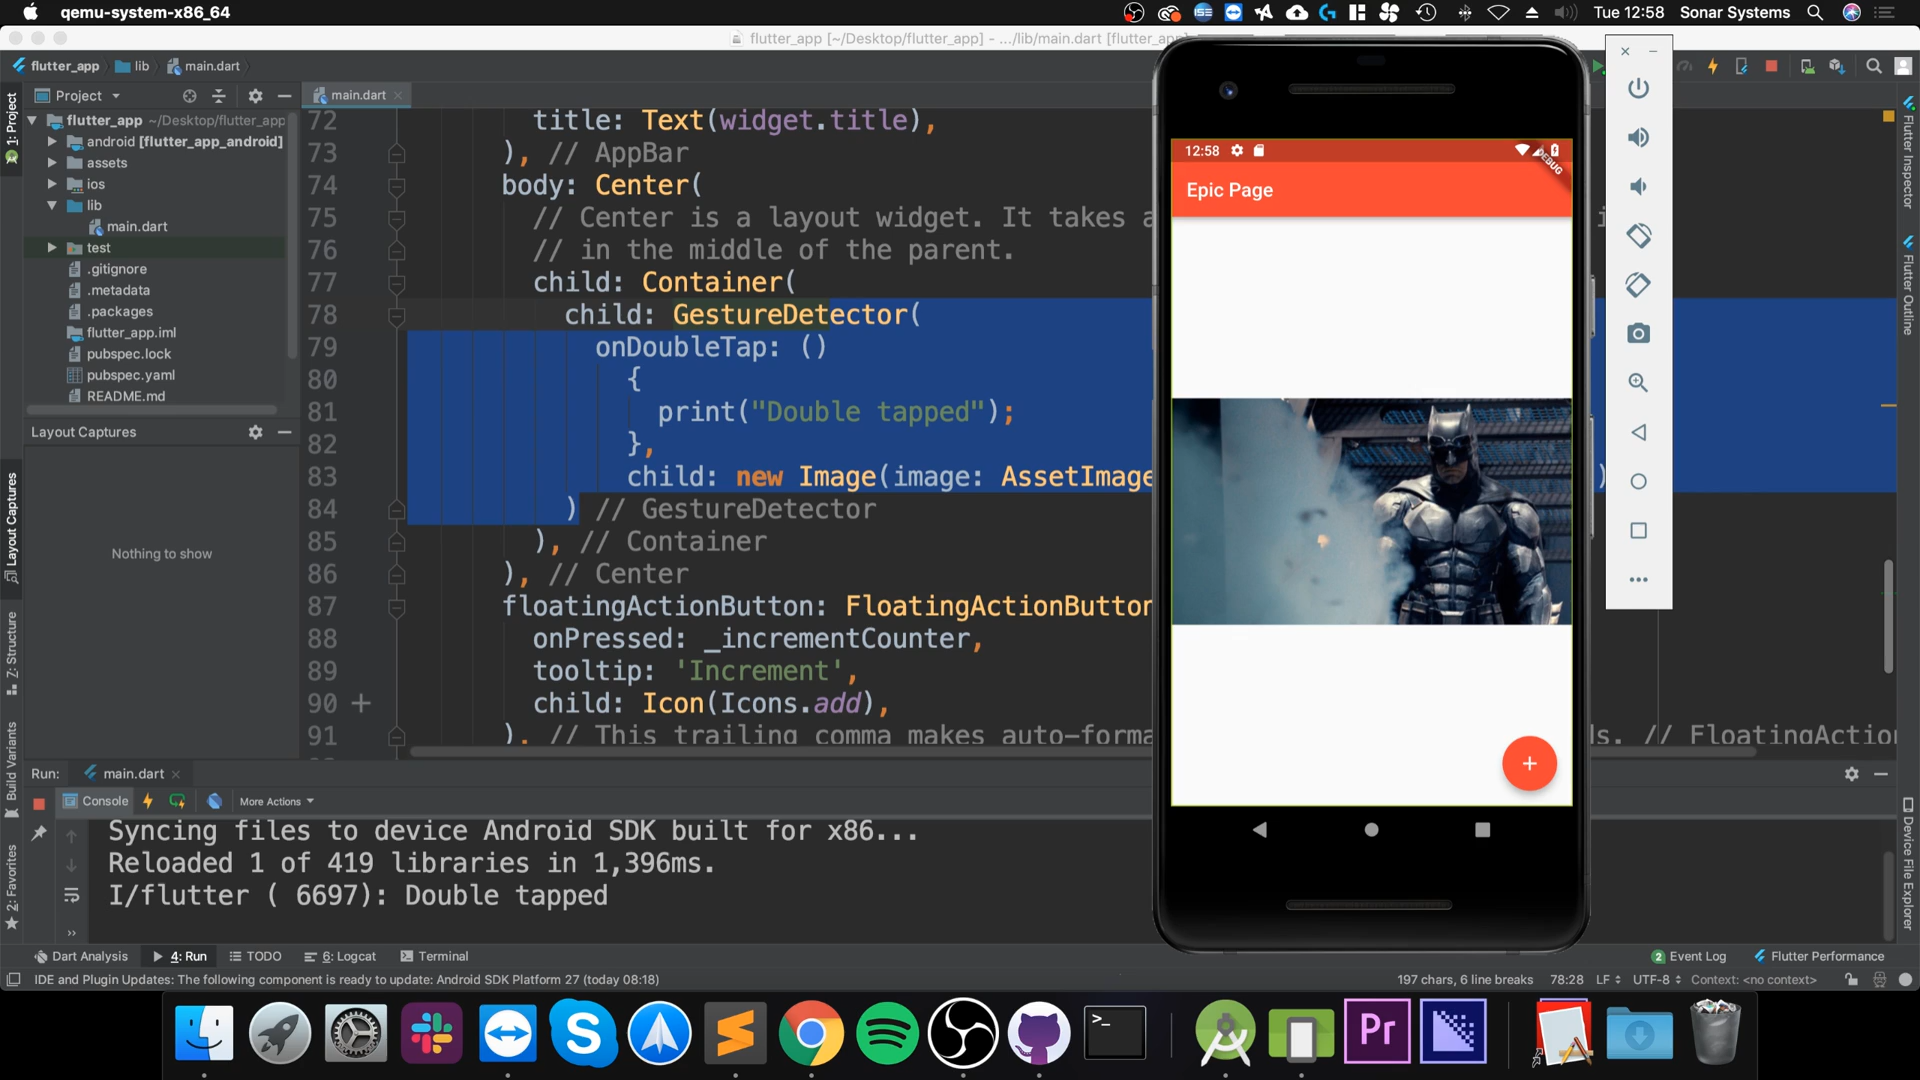 qemu-system-x86_64
Tue 12:58 Sonar Systems
flutter_app [~/Desktop/flutter_app] - .../lib/main.dart [flutter_app
flutter_app lib main.dart
Project
main.dart
1: Project
flutter_app ~/Desktop/flutter_app
android [flutter_app_android]
assets
ios
lib
main.dart
test
.gitignore
.metadata
.packages
flutter_app.iml
pubspec.lock
pubspec.yaml
README.md
Layout Captures
Nothing to show
Layout Captures
Z: Structure
Build Variants
2: Favorites
72 title: Text(widget.title),
73 ), // AppBar
74 body: Center(
75 // Center is a layout widget. It takes a
76 // in the middle of the parent.
77 child: Container(
78 child: GestureDetector(
79 onDoubleTap: ()
80 {
81 print("Double tapped");
82 },
83 child: new Image(image: AssetImage )
84 ) // GestureDetector
85 ), // Container
86 ), // Center
87 floatingActionButton: FloatingActionButton
88 onPressed: _incrementCounter,
89 tooltip: 'Increment',
90 child: Icon(Icons.add),
91 ), // This trailing comma makes auto-forma ds. // FloatingActio
12:58
DEBUG
Epic Page
+
Flutter Inspector
Flutter Outline
Device File Explorer
Run: main.dart
Console More Actions
Syncing files to device Android SDK built for x86...
Reloaded 1 of 419 libraries in 1,396ms.
I/flutter ( 6697): Double tapped
Dart Analysis 4: Run TODO 6: Logcat Terminal
2 Event Log Flutter Performance
IDE and Plugin Updates: The following component is ready to update: Android SDK Platform 27 (today 08:18)
197 chars, 6 line breaks 78:28 LF UTF-8 Context: <no context>
Pr